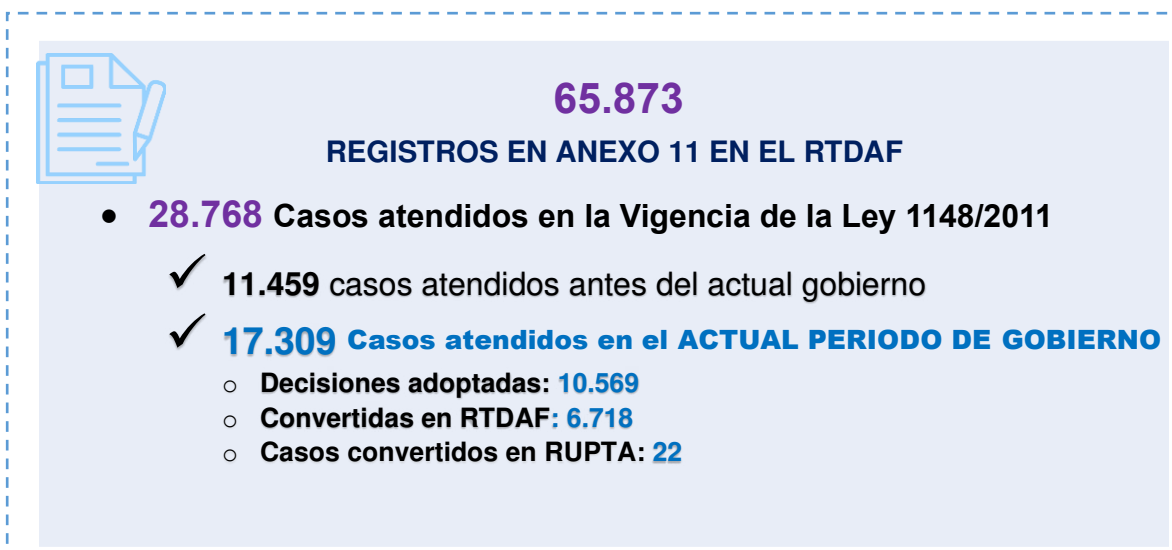 65.873
REGISTROS EN ANEXO 11 EN EL RTDAF
• 28.768 Casos atendidos en la Vigencia de la Ley 1148/2011
✓ 11.459 casos atendidos antes del actual gobierno
✓ 17.309 Casos atendidos en el ACTUAL PERIODO DE GOBIERNO
o Decisiones adoptadas: 10.569
o Convertidas en RTDAF: 6.718
o Casos convertidos en RUPTA: 22